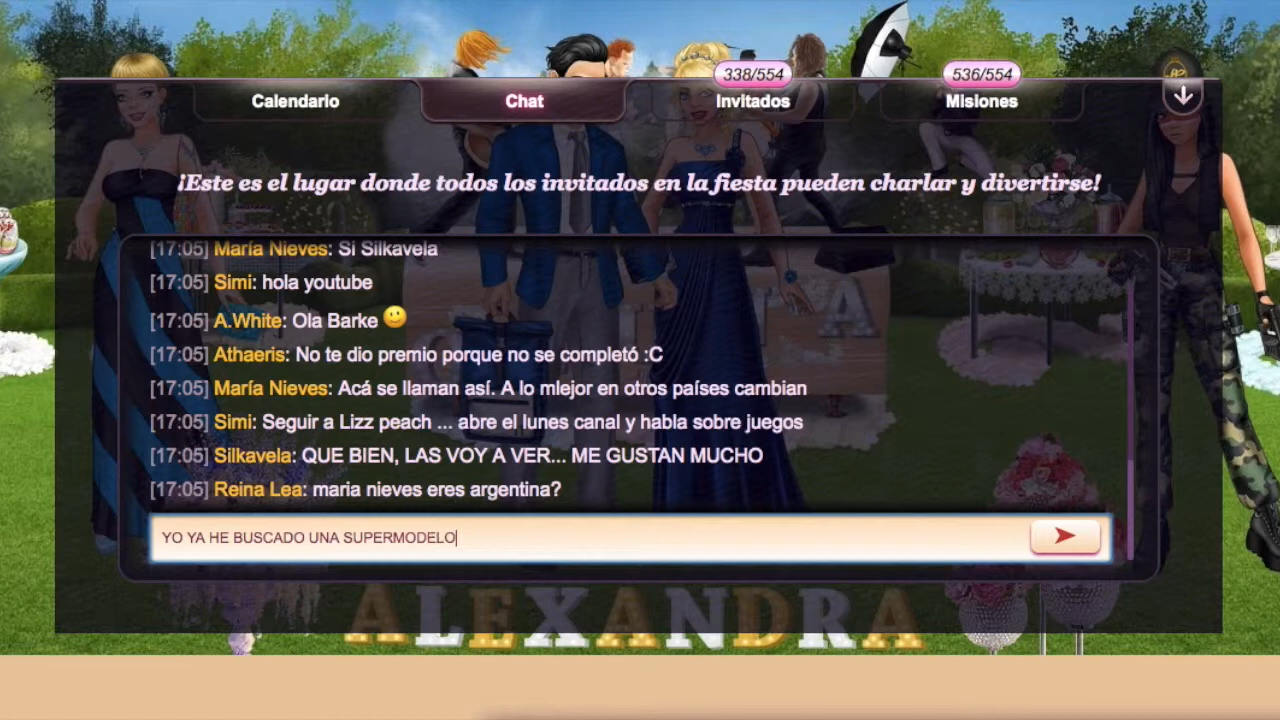 338/554
536/554
Calendario
Chat
Invitados
Misiones
¡Este es el lugar donde todos los invitados en la fiesta pueden charlar y divertirse!
[17:05] María Nieves: Si Silkavela
[17:05] Simi: hola youtube
[17:05] A.White: Ola Barke
[17:05] Athaeris: No te dio premio porque no se completó :C
[17:05] María Nieves: Acá se llaman así. A lo mlejor en otros países cambian
[17:05] Simi: Seguir a Lizz peach ... abre el lunes canal y habla sobre juegos
[17:05] Silkavela: QUE BIEN, LAS VOY A VER... ME GUSTAN MUCHO
[17:05] Reina Lea: maria nieves eres argentina?
YO YA HE BUSCADO UNA SUPERMODELO
ALEXANDRA